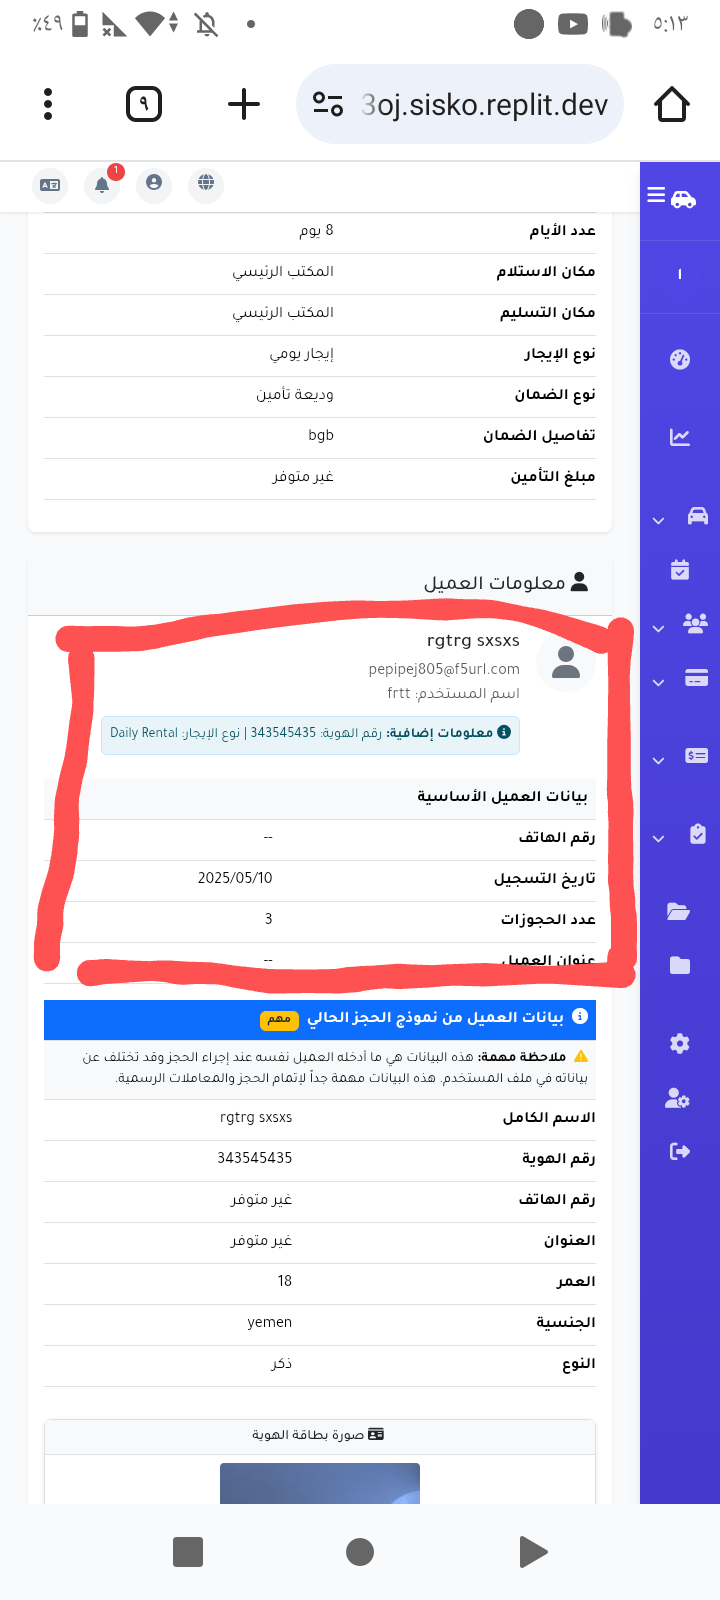 ٪٤٩
٥:١٣
٩
3oj.sisko.replit.dev
1
ا
عدد الأيام 8 يوم
مكان الاستلام المكتب الرئيسي
مكان التسليم المكتب الرئيسي
نوع الإيجار إيجار يومي
نوع الضمان وديعة تأمين
تفاصيل الضمان bgb
مبلغ التأمين غير متوفر
معلومات العميل
rgtrg sxsxs
pepipej805@f5url.com
اسم المستخدم: frtt
معلومات إضافية: رقم الهوية: 343545435 | نوع الإيجار: Daily Rental
بيانات العميل الأساسية
رقم الهاتف --
تاريخ التسجيل 2025/05/10
عدد الحجوزات 3
عنوان العميل --
بيانات العميل من نموذج الحجز الحالي مهم
ملاحظة مهمة: هذه البيانات هي ما أدخله العميل نفسه عند إجراء الحجز وقد تختلف عن
بياناته في ملف المستخدم. هذه البيانات مهمة جداً لإتمام الحجز والمعاملات الرسمية.
الاسم الكامل rgtrg sxsxs
رقم الهوية 343545435
رقم الهاتف غير متوفر
العنوان غير متوفر
العمر 18
الجنسية yemen
النوع ذكر
صورة بطاقة الهوية